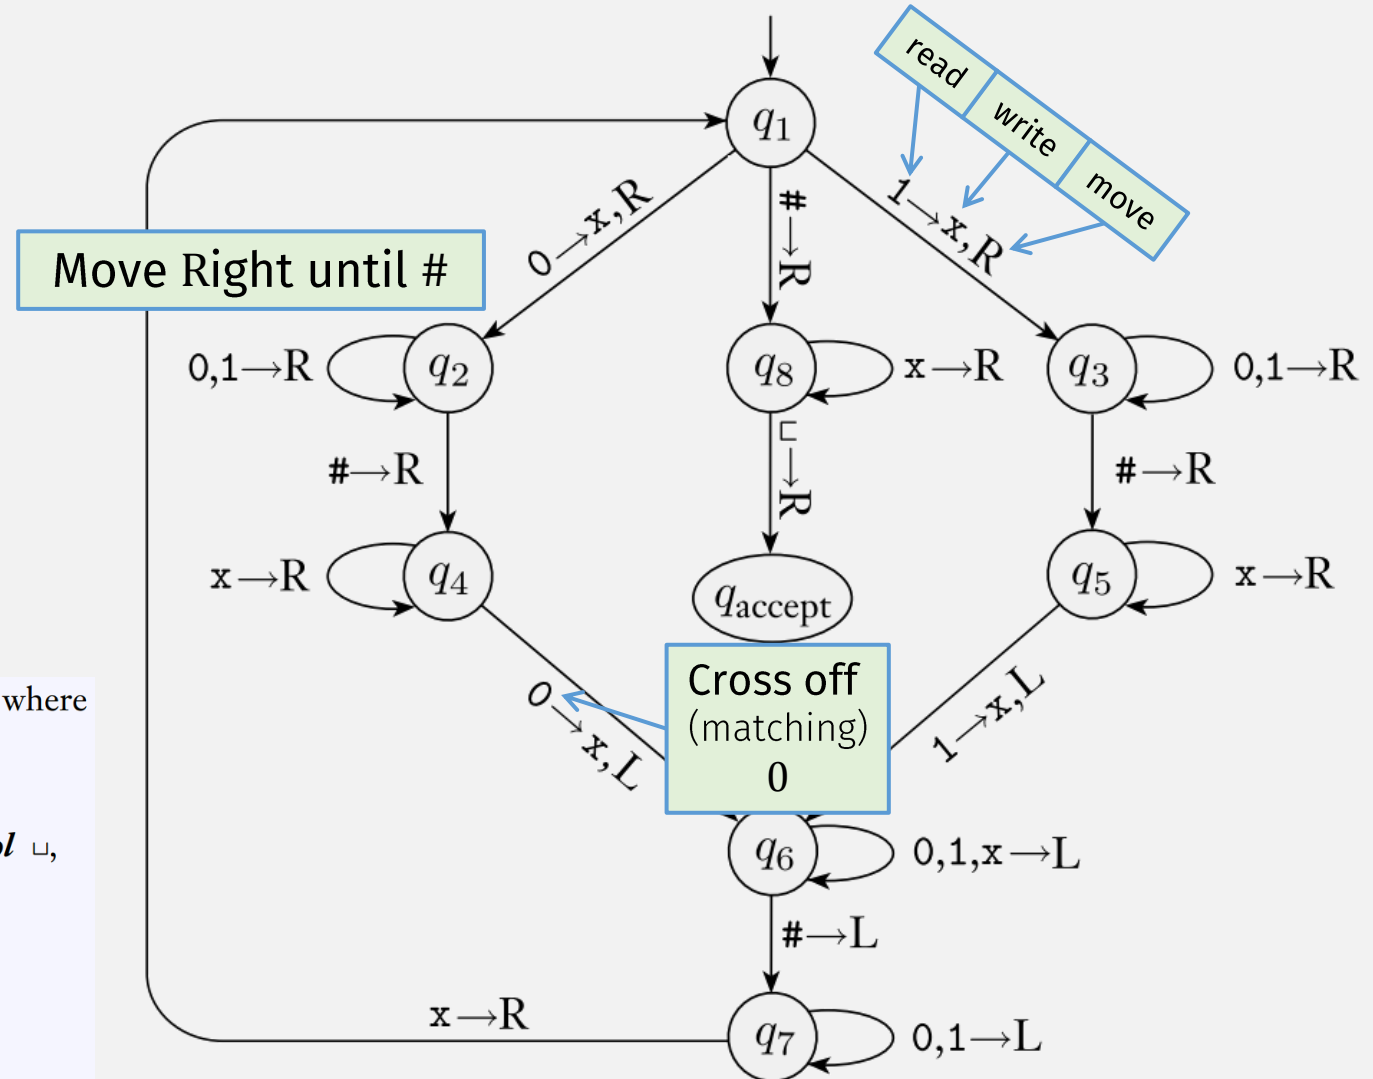 q1
read
write
move
0→x,R
#→R
1→x,R
Move Right until #
0,1→R
q2
q8
x→R
q3
0,1→R
#→R
⊔→R
#→R
x→R
q4
qaccept
q5
x→R
where
0→x,L
Cross off
(matching)
0
1→x,L
ol ⊔,
q6
0,1,x→L
#→L
x→R
q7
0,1→L